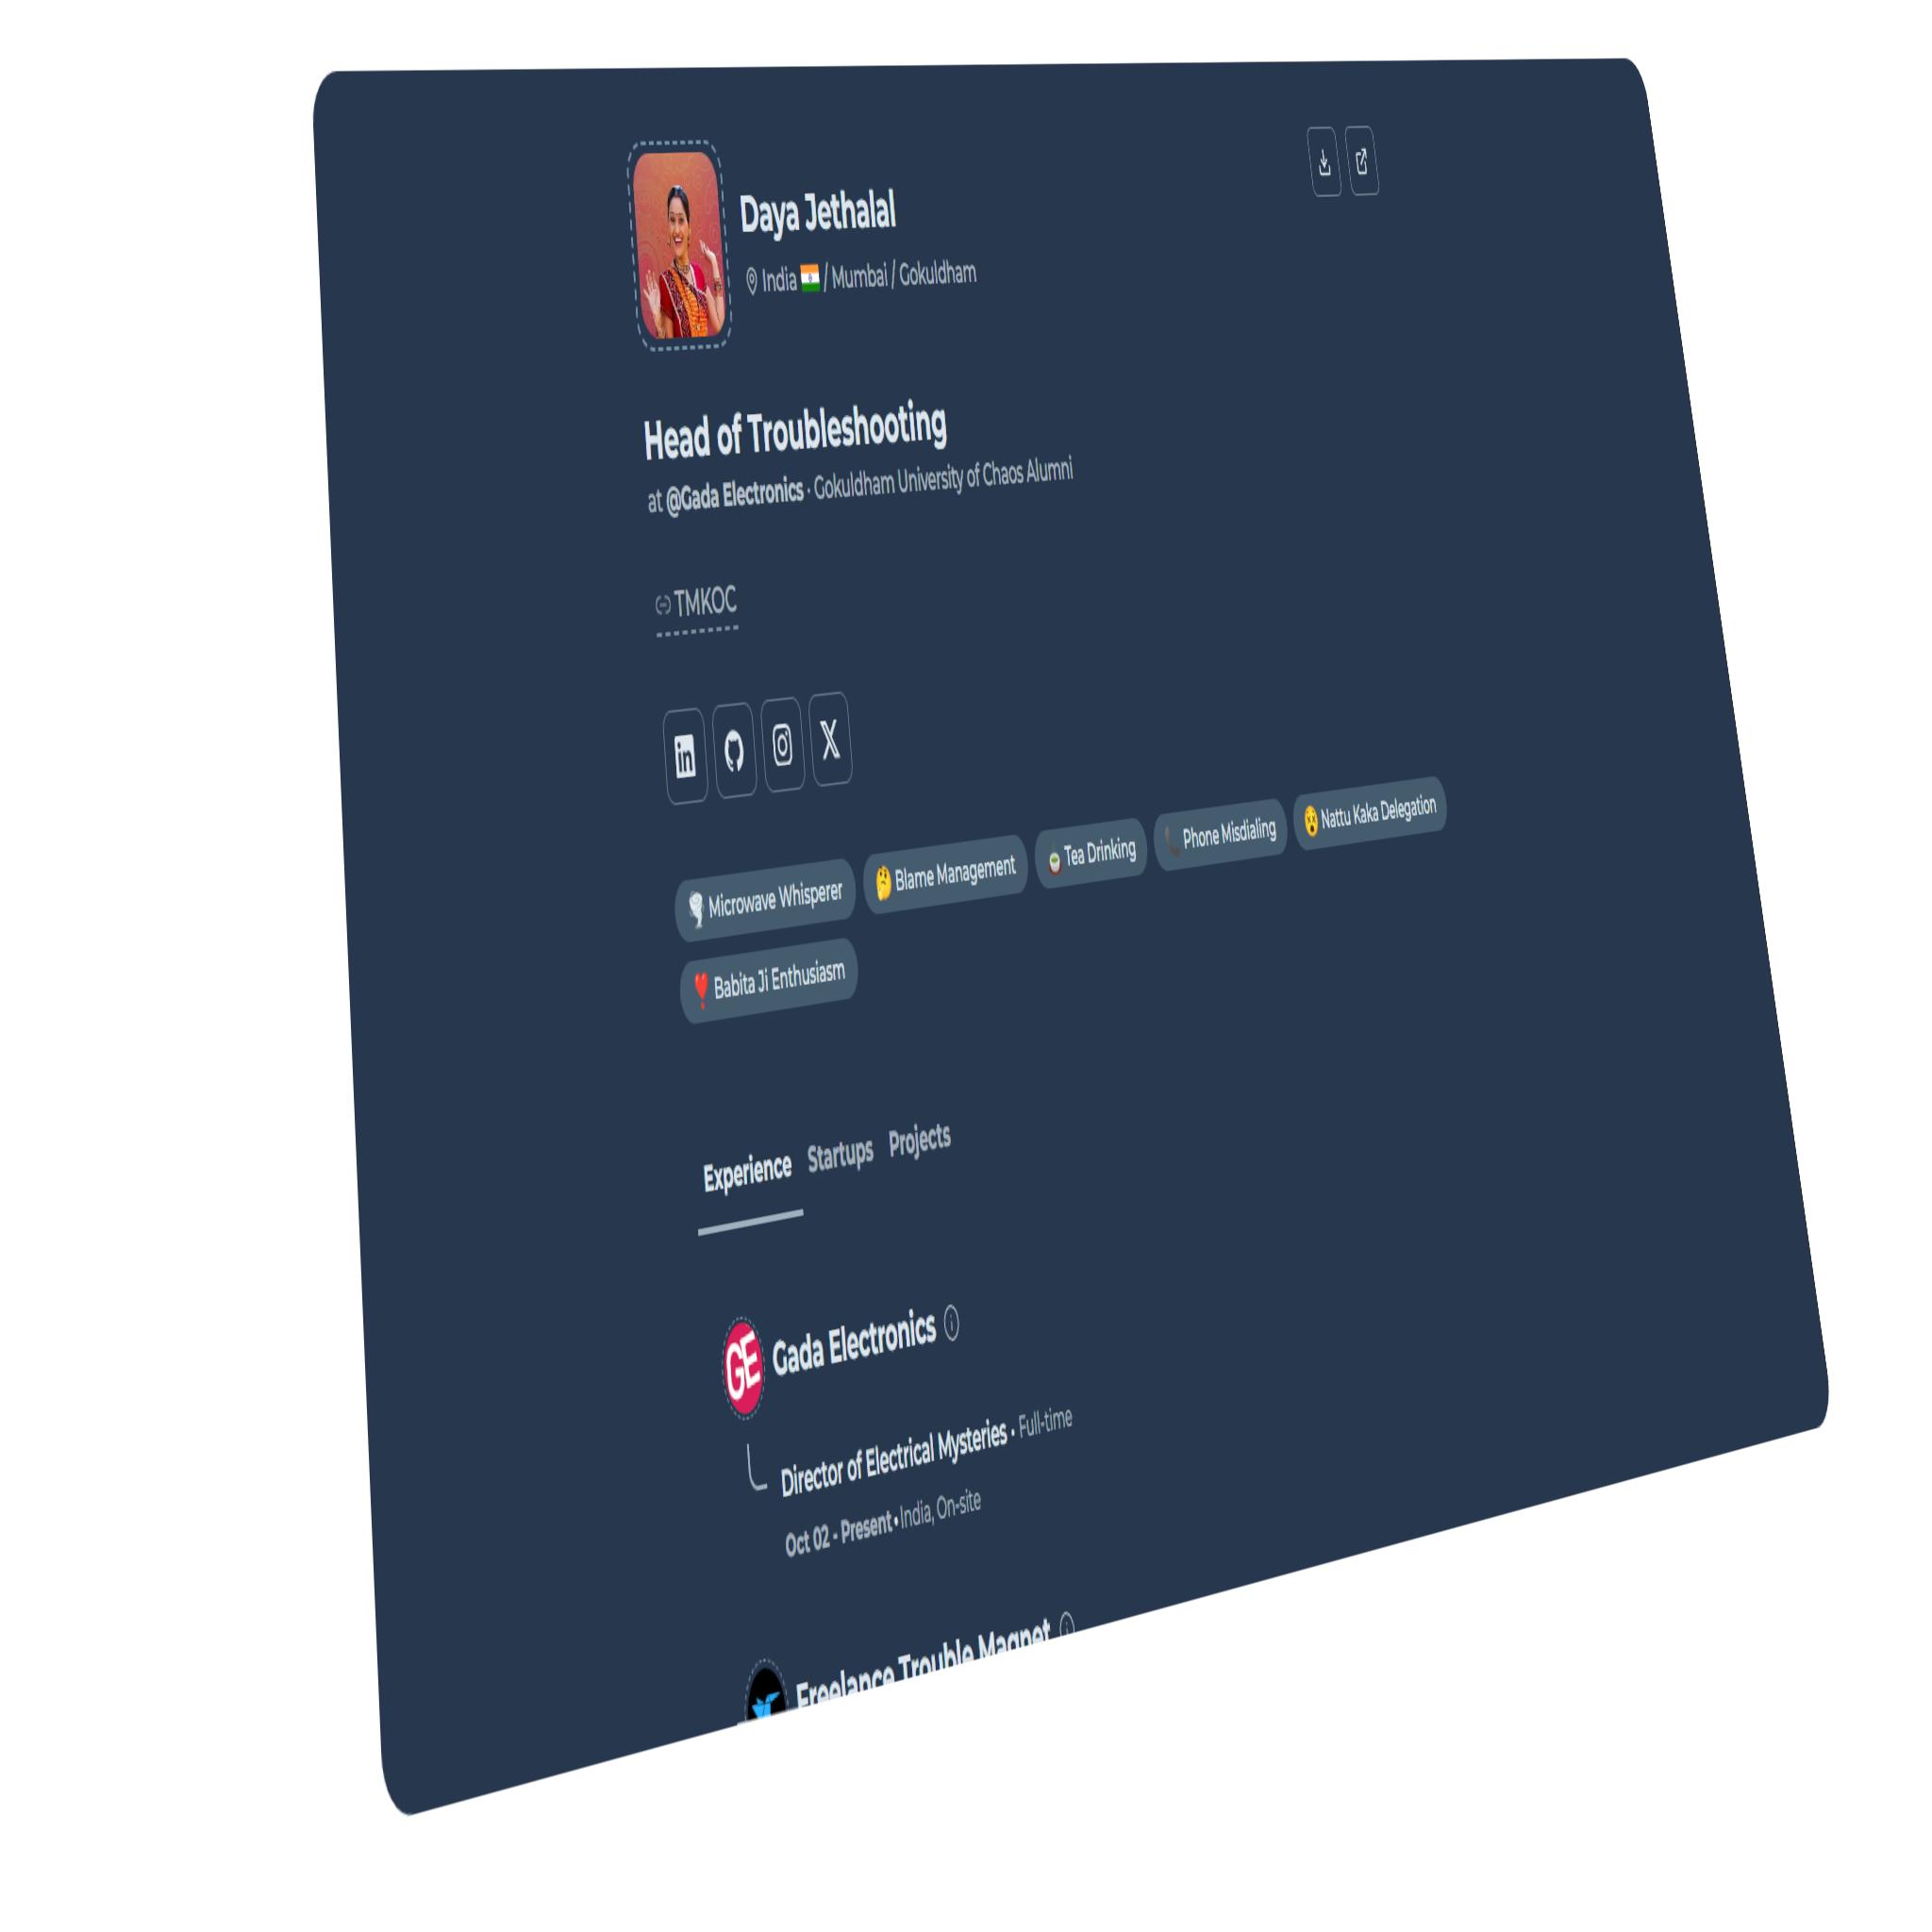 Daya Jethalal
India / Mumbai / Gokuldham
Head of Troubleshooting
at @Gada Electronics · Gokuldham University of Chaos Alumni
TMKOC
in X
Microwave Whisperer Blame Management Tea Drinking Phone Misdialing Nattu Kaka Delegation
Babita Ji Enthusiasm
Experience Startups Projects
GE Gada Electronics
Director of Electrical Mysteries • Full-time
Oct 02 - Present • India, On-site
Freelance Trouble Magnet